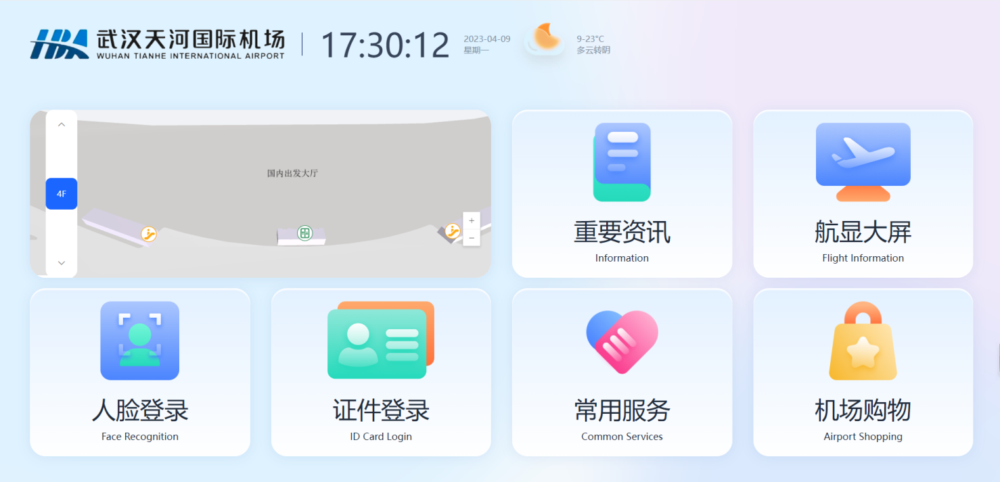 武汉天河国际机场
WUHAN TIANHE INTERNATIONAL AIRPORT
17:30:12
2023-04-09
星期一
9-23°C
多云转阴
4F
国内出发大厅
+
−
重要资讯
Information
航显大屏
Flight Information
人脸登录
Face Recognition
证件登录
ID Card Login
常用服务
Common Services
机场购物
Airport Shopping